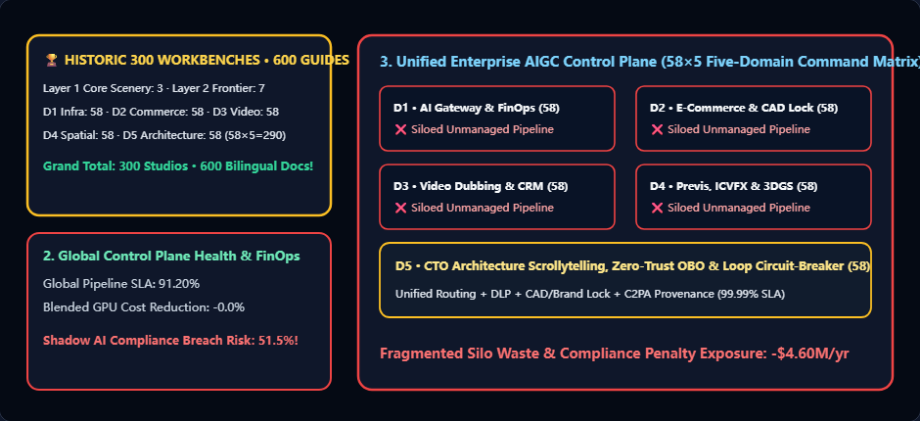 🏆 HISTORIC 300 WORKBENCHES • 600 GUIDES
Layer 1 Core Scenery: 3 · Layer 2 Frontier: 7
D1 Infra: 58 · D2 Commerce: 58 · D3 Video: 58
D4 Spatial: 58 · D5 Architecture: 58 (58×5=290)
Grand Total: 300 Studios • 600 Bilingual Docs!
2. Global Control Plane Health & FinOps
Global Pipeline SLA: 91.20%
Blended GPU Cost Reduction: -0.0%
Shadow AI Compliance Breach Risk: 51.5%!
3. Unified Enterprise AIGC Control Plane (58×5 Five-Domain Command Matrix)
D1 • AI Gateway & FinOps (58)
❌ Siloed Unmanaged Pipeline
D2 • E-Commerce & CAD Lock (58)
❌ Siloed Unmanaged Pipeline
D3 • Video Dubbing & CRM (58)
❌ Siloed Unmanaged Pipeline
D4 • Previs, ICVFX & 3DGS (58)
❌ Siloed Unmanaged Pipeline
D5 • CTO Architecture Scrollytelling, Zero-Trust OBO & Loop Circuit-Breaker (58)
Unified Routing + DLP + CAD/Brand Lock + C2PA Provenance (99.99% SLA)
Fragmented Silo Waste & Compliance Penalty Exposure: -$4.60M/yr